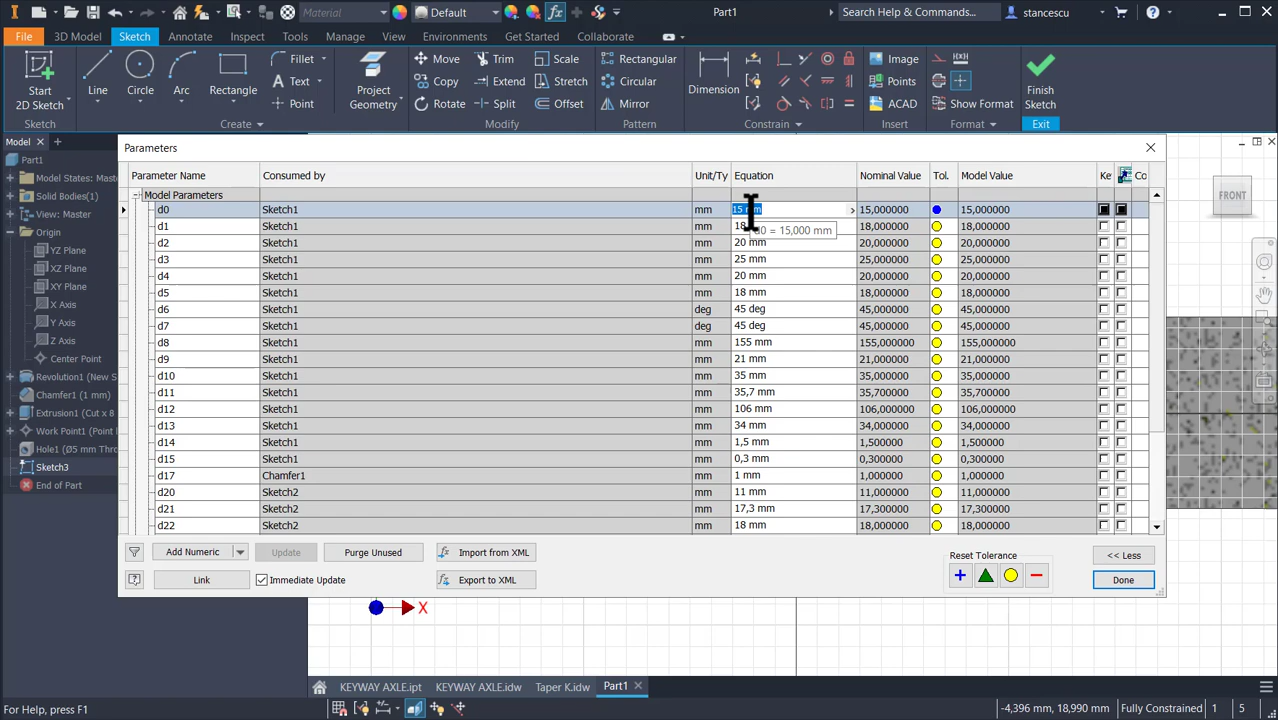 Material
Default
Part1
Search Help & Commands...
stancescu
File
3D Model
Sketch
Annotate
Inspect
Tools
Manage
View
Environments
Get Started
Collaborate
Start
2D Sketch
Line
Circle
Arc
Rectangle
Fillet
Text
Point
Project
Geometry
Move
Copy
Rotate
Trim
Extend
Split
Scale
Stretch
Offset
Rectangular
Circular
Mirror
Dimension
Image
Points
ACAD
Show Format
Finish
Sketch
Sketch
Create
Modify
Pattern
Constrain
Insert
Format
Exit
Model
Part1
Model States: Mast
Solid Bodies(1)
View: Master
Origin
YZ Plane
XZ Plane
XY Plane
X Axis
Y Axis
Z Axis
Center Point
Revolution1 (New S
Chamfer1 (1 mm)
Extrusion1 (Cut x 8
Work Point1 (Point1
Hole1 (Ø5 mm Thro
Sketch3
End of Part
Parameters
Parameter Name Consumed by Unit/Ty Equation Nominal Value Tol. Model Value Ke Co
Model Parameters
d0 Sketch1 mm 15 mm 15,000000 15,000000
d0 = 15,000 mm
d1 Sketch1 mm 18 18,000000 18,000000
d2 Sketch1 mm 20 mm 20,000000 20,000000
d3 Sketch1 mm 25 mm 25,000000 25,000000
d4 Sketch1 mm 20 mm 20,000000 20,000000
d5 Sketch1 mm 18 mm 18,000000 18,000000
d6 Sketch1 deg 45 deg 45,000000 45,000000
d7 Sketch1 deg 45 deg 45,000000 45,000000
d8 Sketch1 mm 155 mm 155,000000 155,000000
d9 Sketch1 mm 21 mm 21,000000 21,000000
d10 Sketch1 mm 35 mm 35,000000 35,000000
d11 Sketch1 mm 35,7 mm 35,700000 35,700000
d12 Sketch1 mm 106 mm 106,000000 106,000000
d13 Sketch1 mm 34 mm 34,000000 34,000000
d14 Sketch1 mm 1,5 mm 1,500000 1,500000
d15 Sketch1 mm 0,3 mm 0,300000 0,300000
d17 Chamfer1 mm 1 mm 1,000000 1,000000
d20 Sketch2 mm 11 mm 11,000000 11,000000
d21 Sketch2 mm 17,3 mm 17,300000 17,300000
d22 Sketch2 mm 18 mm 18,000000 18,000000
Add Numeric
Update
Purge Unused
Import from XML
Reset Tolerance
<< Less
Link
Immediate Update
Export to XML
Done
FRONT
X
KEYWAY AXLE.ipt
KEYWAY AXLE.idw
Taper K.idw
Part1
For Help, press F1
-4,396 mm, 18,990 mm
Fully Constrained
1
5